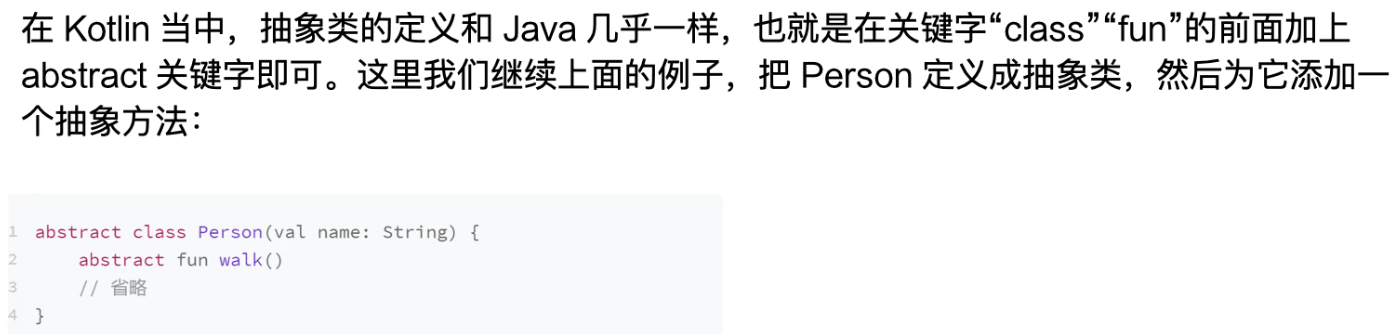 在 Kotlin 当中，抽象类的定义和 Java 几乎一样，也就是在关键字“class”“fun”的前面加上
abstract 关键字即可。这里我们继续上面的例子，把 Person 定义成抽象类，然后为它添加一
个抽象方法：
1 abstract class Person(val name: String) {
2     abstract fun walk()
3     // 省略
4 }